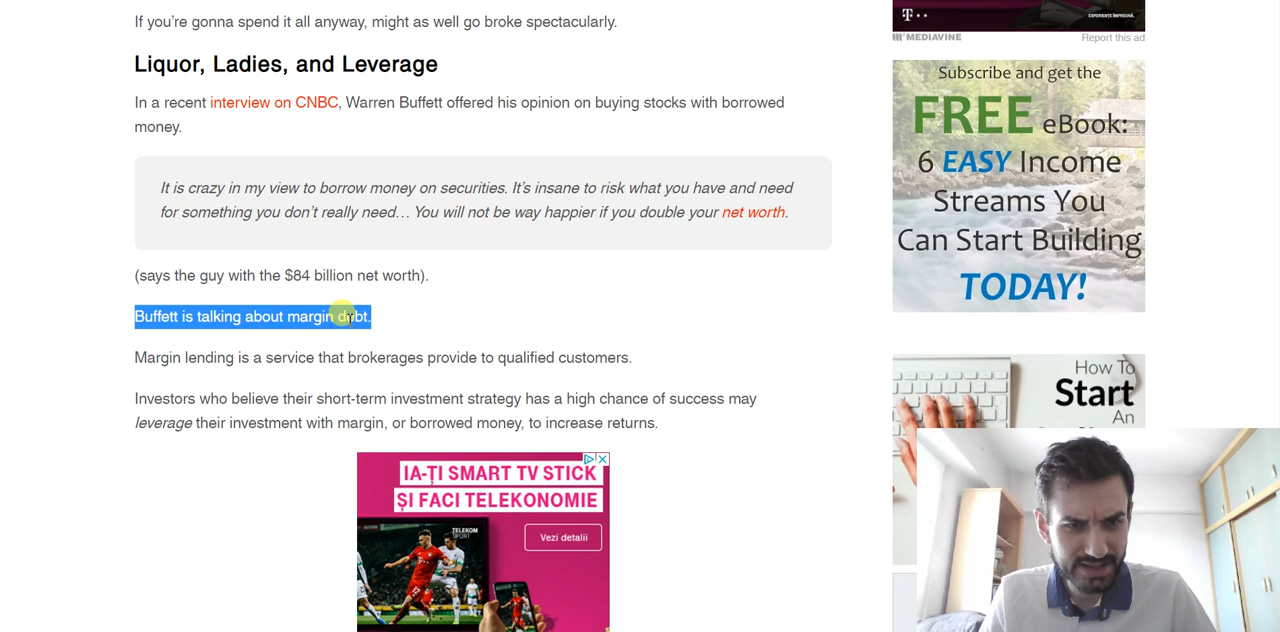 If you're gonna spend it all anyway, might as well go broke spectacularly.
Liquor, Ladies, and Leverage
In a recent interview on CNBC, Warren Buffett offered his opinion on buying stocks with borrowed
money.
It is crazy in my view to borrow money on securities. It's insane to risk what you have and need
for something you don't really need… You will not be way happier if you double your net worth.
(says the guy with the $84 billion net worth).
Buffett is talking about margin debt.
Margin lending is a service that brokerages provide to qualified customers.
Investors who believe their short-term investment strategy has a high chance of success may
leverage their investment with margin, or borrowed money, to increase returns.
IA-ȚI SMART TV STICK
ȘI FACI TELEKONOMIE
TELEKOM
SPORT
Vezi detalii
T
EXPERIENȚE ÎMPREUNĂ.
MEDIAVINE
Report this ad
Subscribe and get the
FREE eBook:
6 EASY Income
Streams You
Can Start Building
TODAY!
How To
Start
An